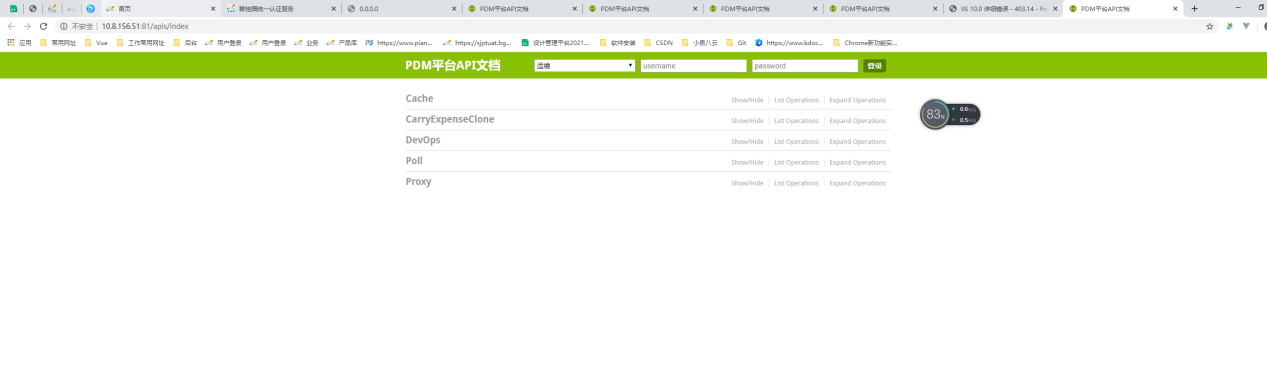 首页 碧桂园统一认证服务 0.0.0.0 PDM平台API文档 PDM平台API文档 PDM平台API文档 PDM平台API文档 IIS 10.0 详细错误 - 403.14 - Fo PDM平台API文档
不安全 | 10.8.156.51:81/apis/index
应用 常用网址 Vue 工作常用网址 后台 用户登录 用户登录 业务 产品库 https://www.pian... https://sjptuat.bg... 设计管理平台2021... 软件安装 CSDN 小泉八云 Git https://www.kdoc... Chrome新功能实...
PDM平台API文档 运维 username password 登录
Cache Show/Hide List Operations Expand Operations
CarryExpenseClone Show/Hide List Operations Expand Operations
DevOps Show/Hide List Operations Expand Operations
Poll Show/Hide List Operations Expand Operations
Proxy Show/Hide List Operations Expand Operations
83%
0.6K/s
0.5K/s